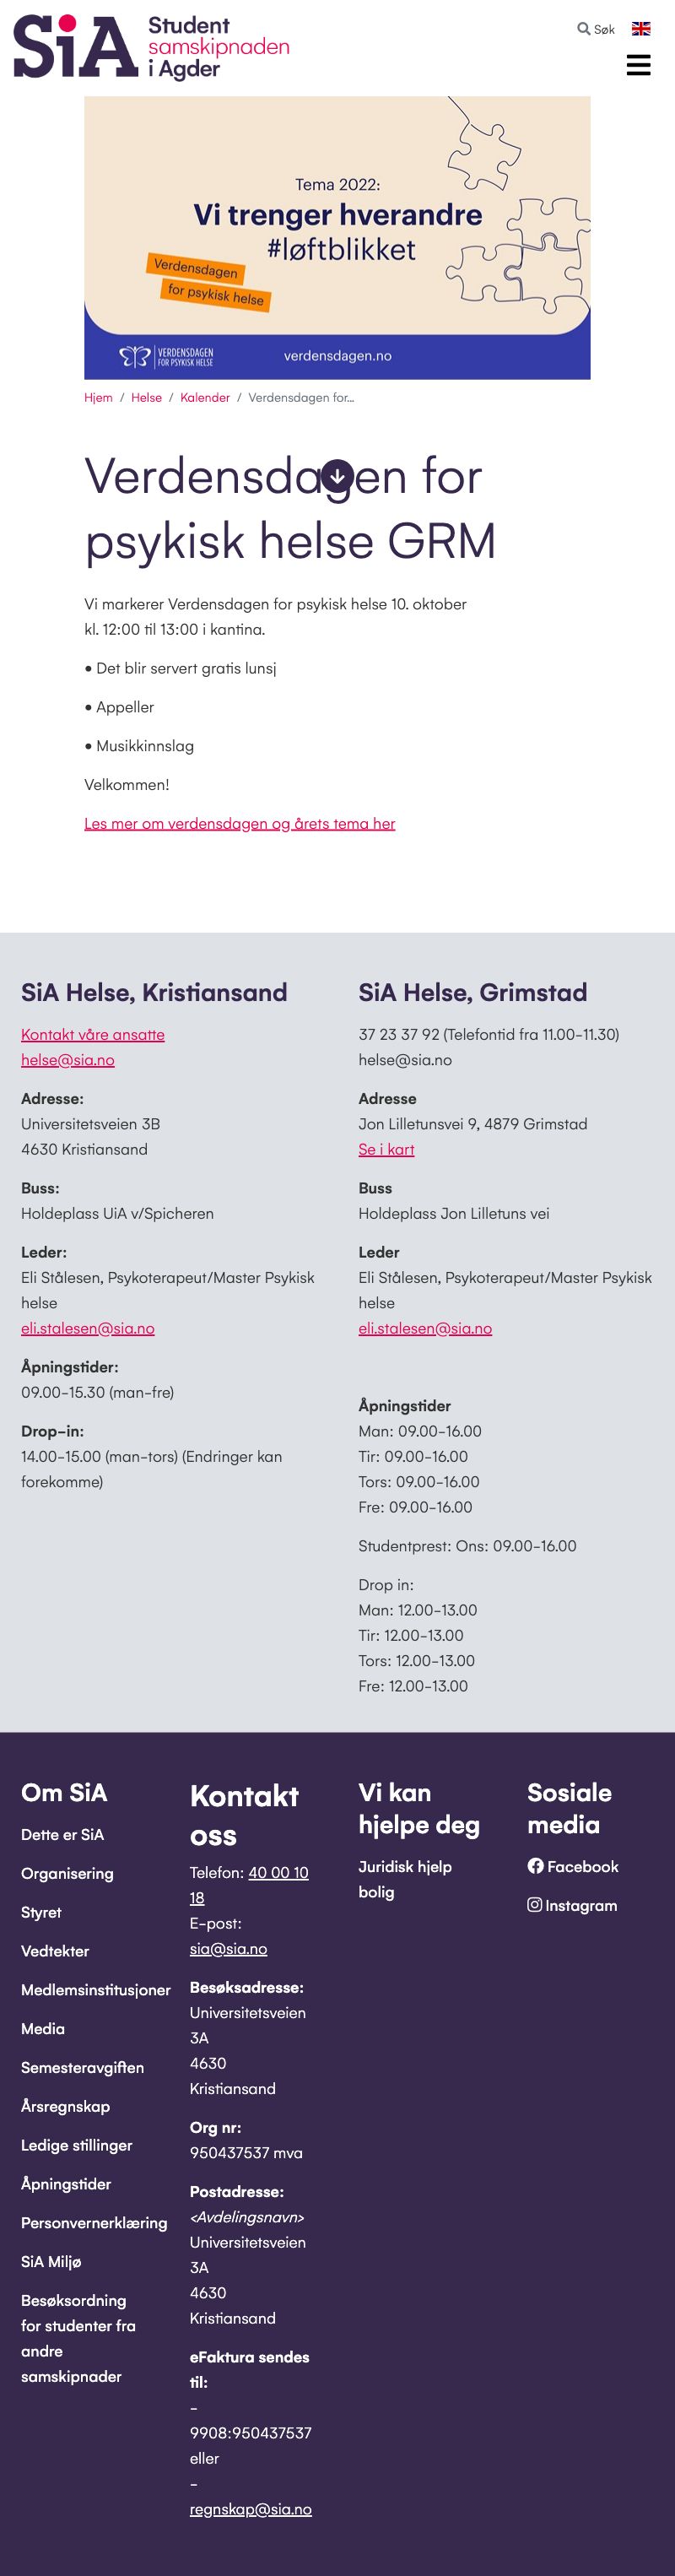 SiA Student
samskipnaden
i Agder
Søk
Tema 2022:
Vi trenger hverandre
#løftblikket
Verdensdagen
for psykisk helse
VERDENSDAGEN
FOR PSYKISK HELSE
verdensdagen.no
Hjem / Helse / Kalender / Verdensdagen for...
Verdensdagen for
psykisk helse GRM
Vi markerer Verdensdagen for psykisk helse 10. oktober
kl. 12:00 til 13:00 i kantina.
• Det blir servert gratis lunsj
• Appeller
• Musikkinnslag
Velkommen!
Les mer om verdensdagen og årets tema her
SiA Helse, Kristiansand
Kontakt våre ansatte
helse@sia.no
Adresse:
Universitetsveien 3B
4630 Kristiansand
Buss:
Holdeplass UiA v/Spicheren
Leder:
Eli Stålesen, Psykoterapeut/Master Psykisk
helse
eli.stalesen@sia.no
Åpningstider:
09.00-15.30 (man-fre)
Drop-in:
14.00-15.00 (man-tors) (Endringer kan
forekomme)
SiA Helse, Grimstad
37 23 37 92 (Telefontid fra 11.00-11.30)
helse@sia.no
Adresse
Jon Lilletunsvei 9, 4879 Grimstad
Se i kart
Buss
Holdeplass Jon Lilletuns vei
Leder
Eli Stålesen, Psykoterapeut/Master Psykisk
helse
eli.stalesen@sia.no
Åpningstider
Man: 09.00-16.00
Tir: 09.00-16.00
Tors: 09.00-16.00
Fre: 09.00-16.00
Studentprest: Ons: 09.00-16.00
Drop in:
Man: 12.00-13.00
Tir: 12.00-13.00
Tors: 12.00-13.00
Fre: 12.00-13.00
Om SiA
Dette er SiA
Organisering
Styret
Vedtekter
Medlemsinstitusjoner
Media
Semesteravgiften
Årsregnskap
Ledige stillinger
Åpningstider
Personvernerklæring
SiA Miljø
Besøksordning
for studenter fra
andre
samskipnader
Kontakt
oss
Telefon: 40 00 10
18
E-post:
sia@sia.no
Besøksadresse:
Universitetsveien
3A
4630
Kristiansand
Org nr:
950437537 mva
Postadresse:
<Avdelingsnavn>
Universitetsveien
3A
4630
Kristiansand
eFaktura sendes
til:
-
9908:950437537
eller
-
regnskap@sia.no
Vi kan
hjelpe deg
Juridisk hjelp
bolig
Sosiale
media
Facebook
Instagram